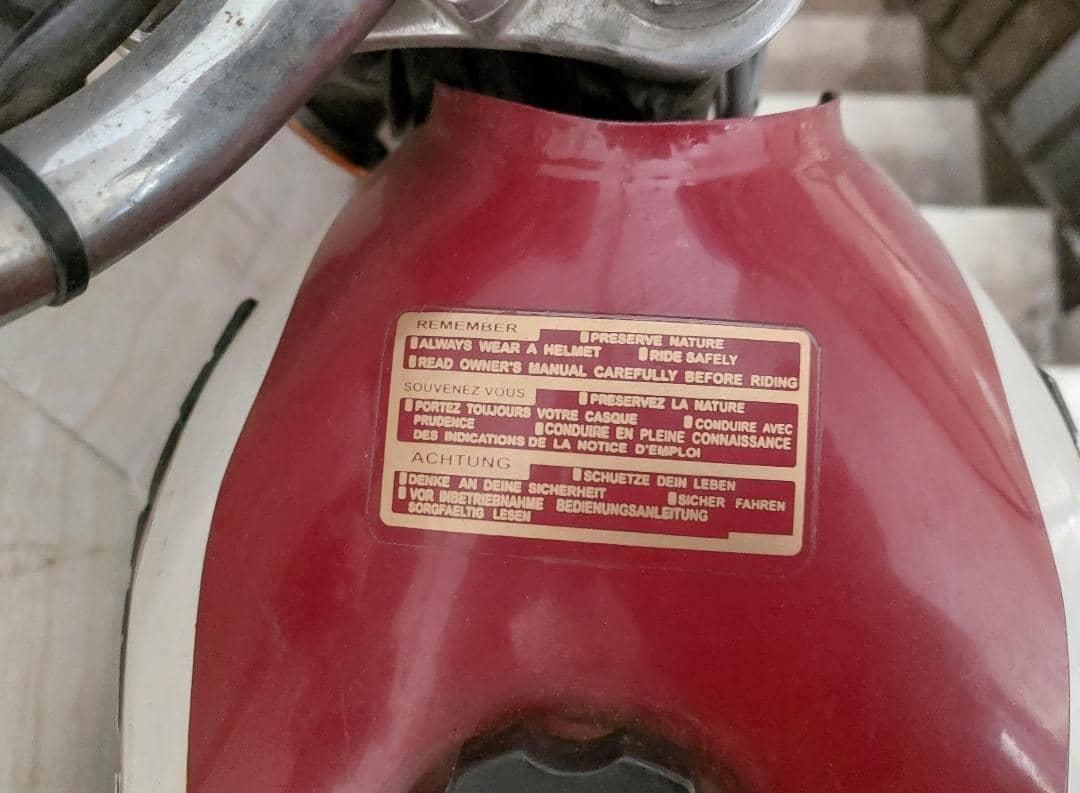 REMEMBER PRESERVE NATURE
ALWAYS WEAR A HELMET RIDE SAFELY
READ OWNER'S MANUAL CAREFULLY BEFORE RIDING
SOUVENEZ-VOUS PRESERVEZ LA NATURE
PORTEZ TOUJOURS VOTRE CASQUE CONDUIRE AVEC
PRUDENCE CONDUIRE EN PLEINE CONNAISSANCE
DES INDICATIONS DE LA NOTICE D'EMPLOI
ACHTUNG SCHUETZE DEIN LEBEN
DENKE AN DEINE SICHERHEIT SICHER FAHREN
VOR INBETRIEBNAHME BEDIENUNGSANLEITUNG
SORGFAELTIG LESEN